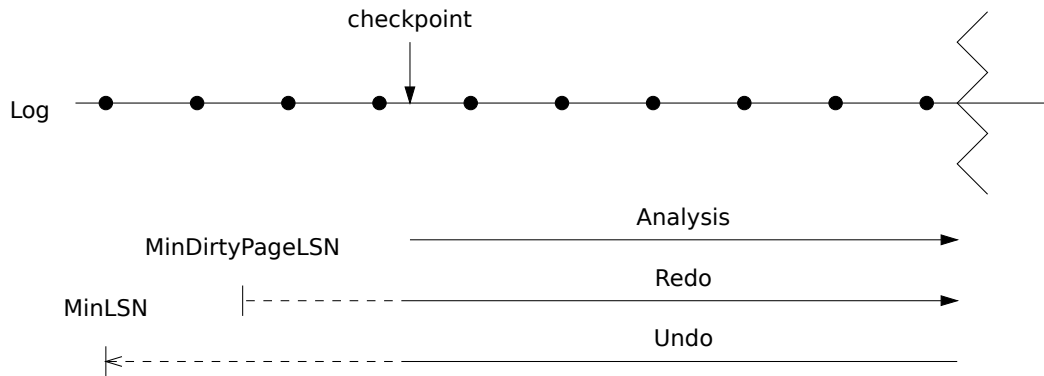 checkpoint
Log
Analysis
MinDirtyPageLSN
Redo
MinLSN
Undo